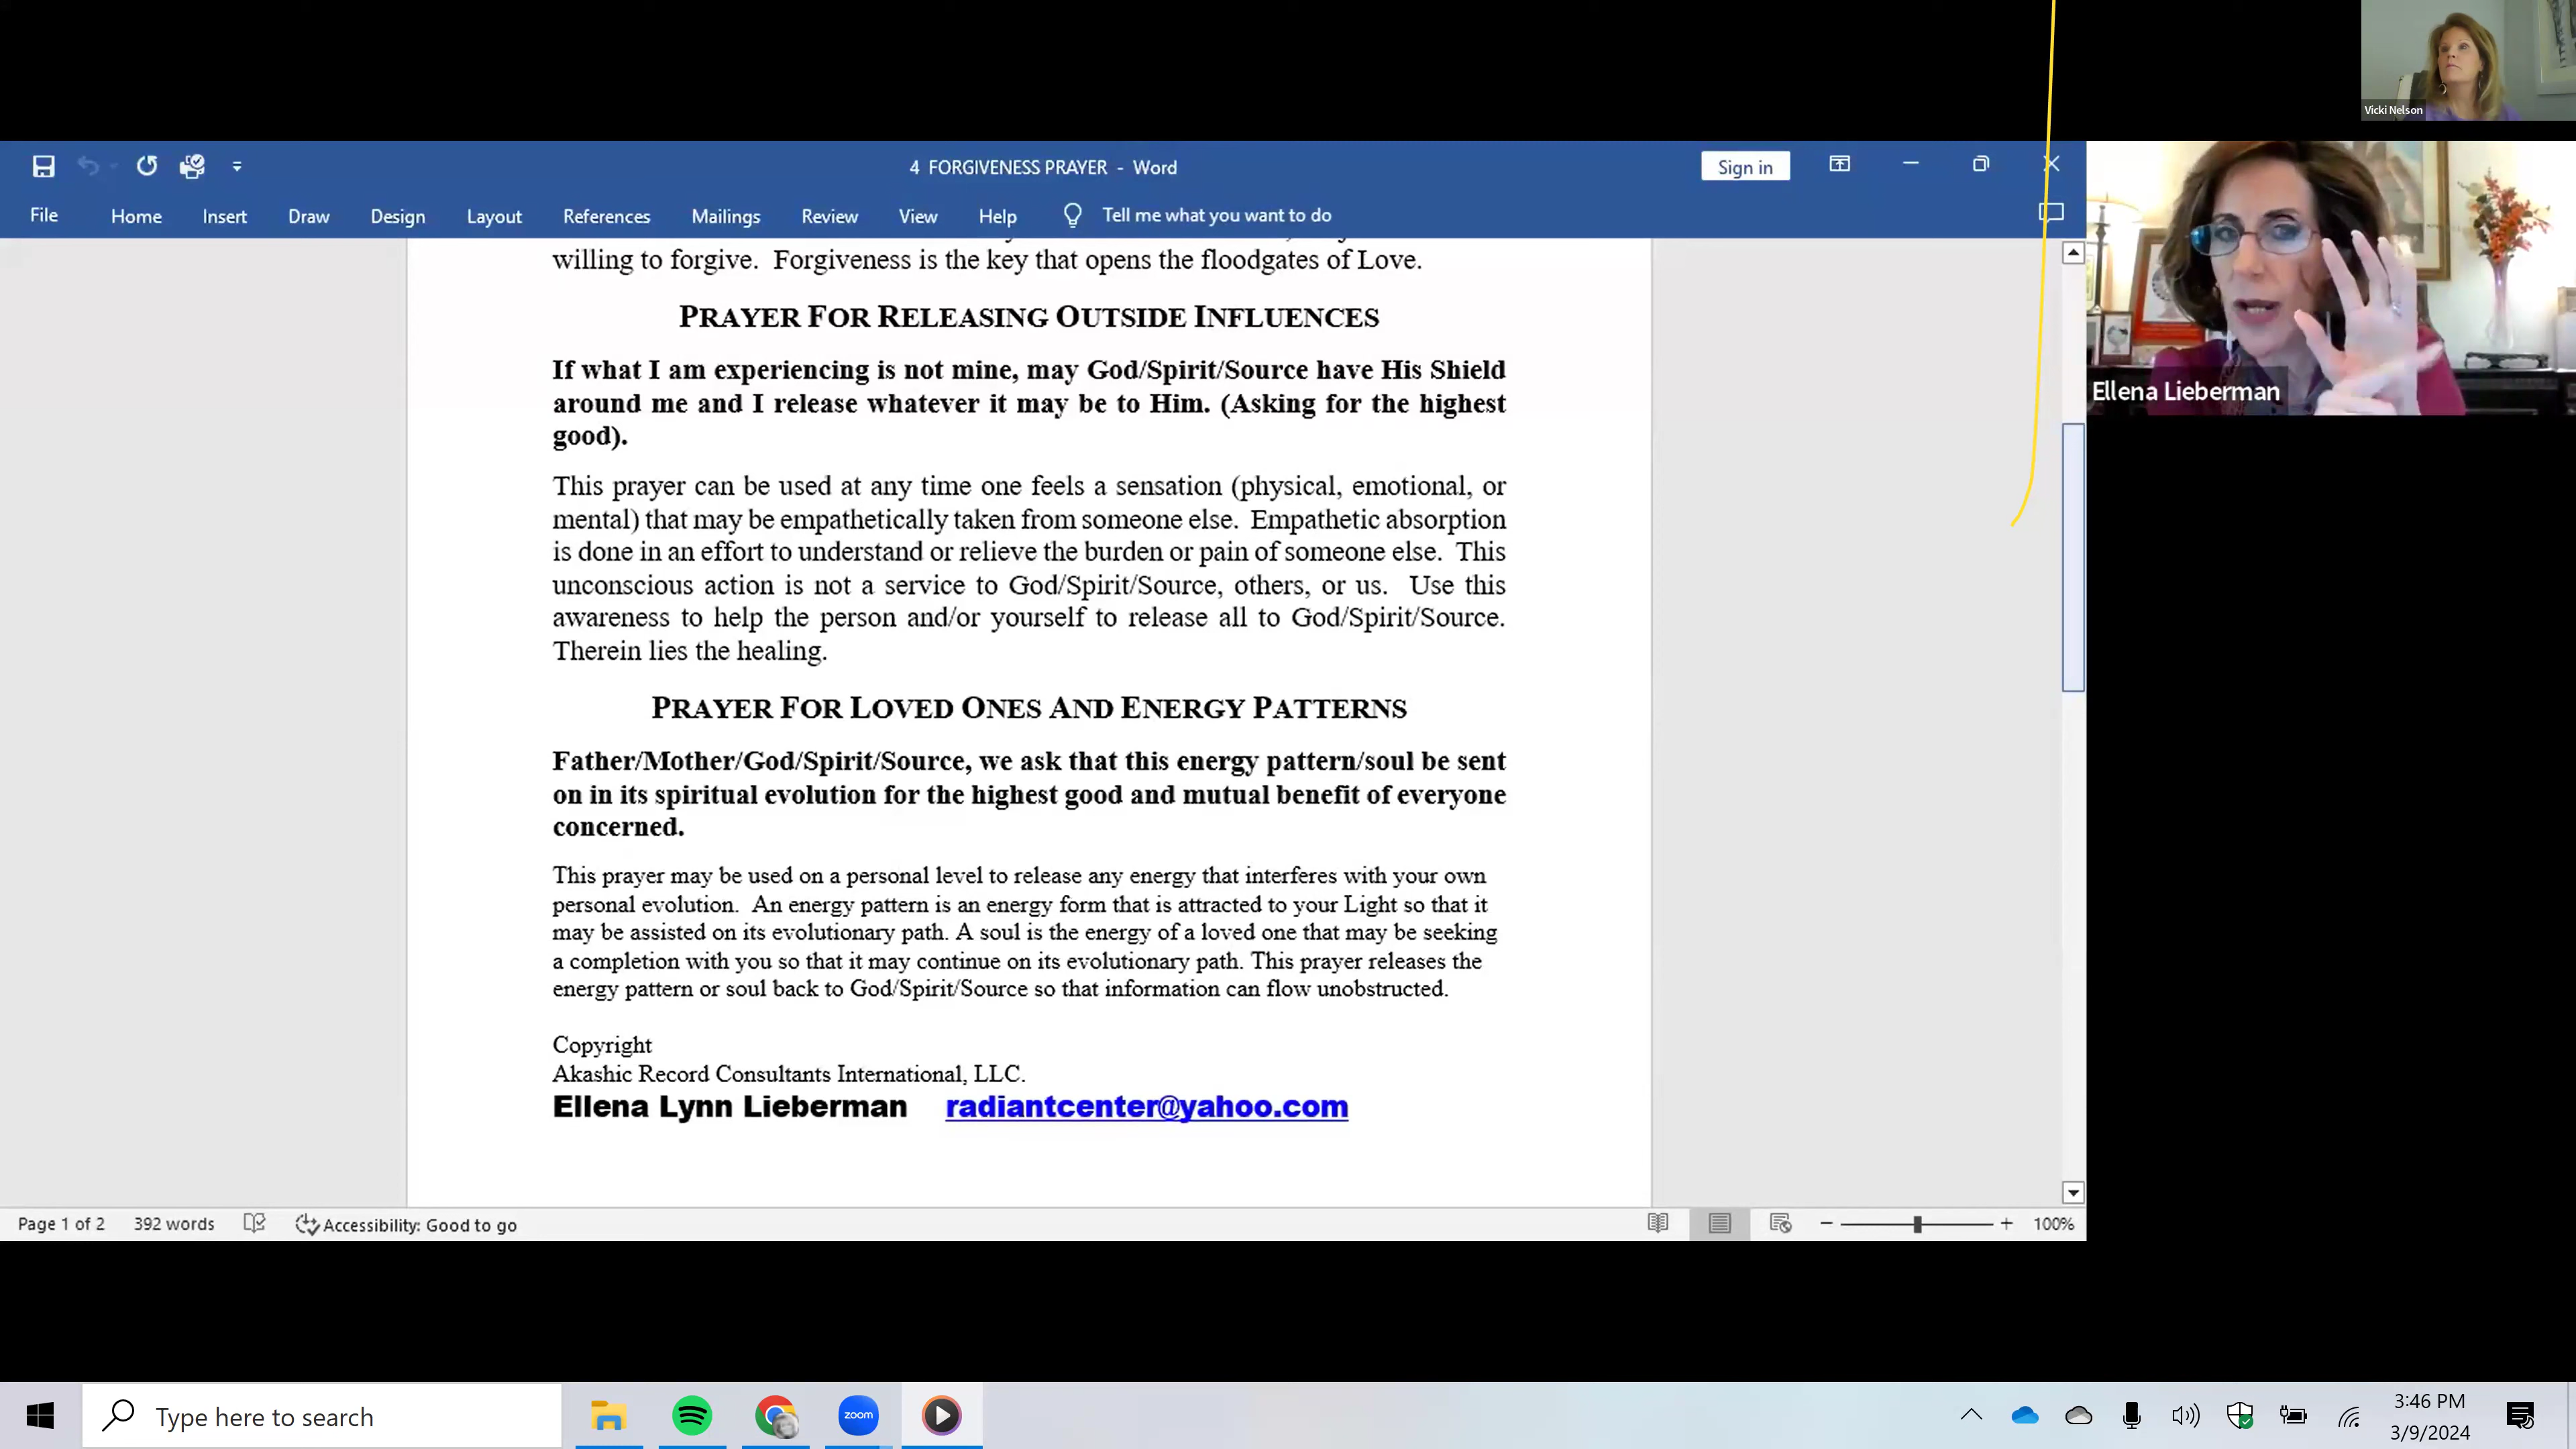 Vicki Nelson
4 FORGIVENESS PRAYER - Word
Sign in
File Home Insert Draw Design Layout References Mailings Review View Help Tell me what you want to do
willing to forgive. Forgiveness is the key that opens the floodgates of Love.
PRAYER FOR RELEASING OUTSIDE INFLUENCES
If what I am experiencing is not mine, may God/Spirit/Source have His Shield
around me and I release whatever it may be to Him. (Asking for the highest
good).
Ellena Lieberman
This prayer can be used at any time one feels a sensation (physical, emotional, or
mental) that may be empathetically taken from someone else. Empathetic absorption
is done in an effort to understand or relieve the burden or pain of someone else. This
unconscious action is not a service to God/Spirit/Source, others, or us. Use this
awareness to help the person and/or yourself to release all to God/Spirit/Source.
Therein lies the healing.
PRAYER FOR LOVED ONES AND ENERGY PATTERNS
Father/Mother/God/Spirit/Source, we ask that this energy pattern/soul be sent
on in its spiritual evolution for the highest good and mutual benefit of everyone
concerned.
This prayer may be used on a personal level to release any energy that interferes with your own
personal evolution. An energy pattern is an energy form that is attracted to your Light so that it
may be assisted on its evolutionary path. A soul is the energy of a loved one that may be seeking
a completion with you so that it may continue on its evolutionary path. This prayer releases the
energy pattern or soul back to God/Spirit/Source so that information can flow unobstructed.
Copyright
Akashic Record Consultants International, LLC.
Ellena Lynn Lieberman radiantcenter@yahoo.com
Page 1 of 2 392 words Accessibility: Good to go 100%
Type here to search
zoom
3:46 PM
3/9/2024